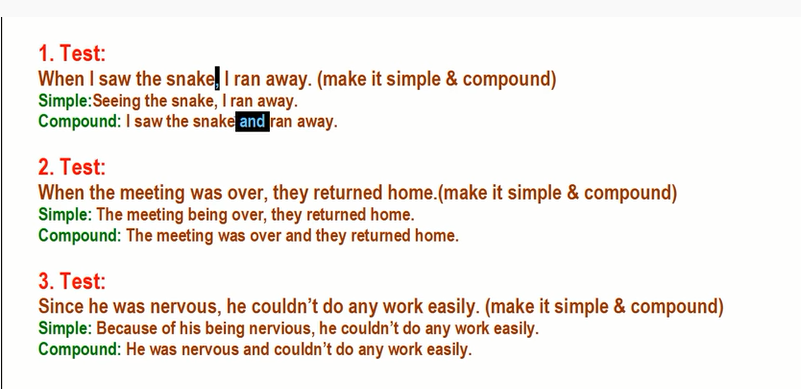 1. Test:
When I saw the snake, I ran away. (make it simple & compound)
Simple:Seeing the snake, I ran away.
Compound: I saw the snake and ran away.
2. Test:
When the meeting was over, they returned home.(make it simple & compound)
Simple: The meeting being over, they returned home.
Compound: The meeting was over and they returned home.
3. Test:
Since he was nervous, he couldn’t do any work easily. (make it simple & compound)
Simple: Because of his being nervious, he couldn’t do any work easily.
Compound: He was nervous and couldn’t do any work easily.